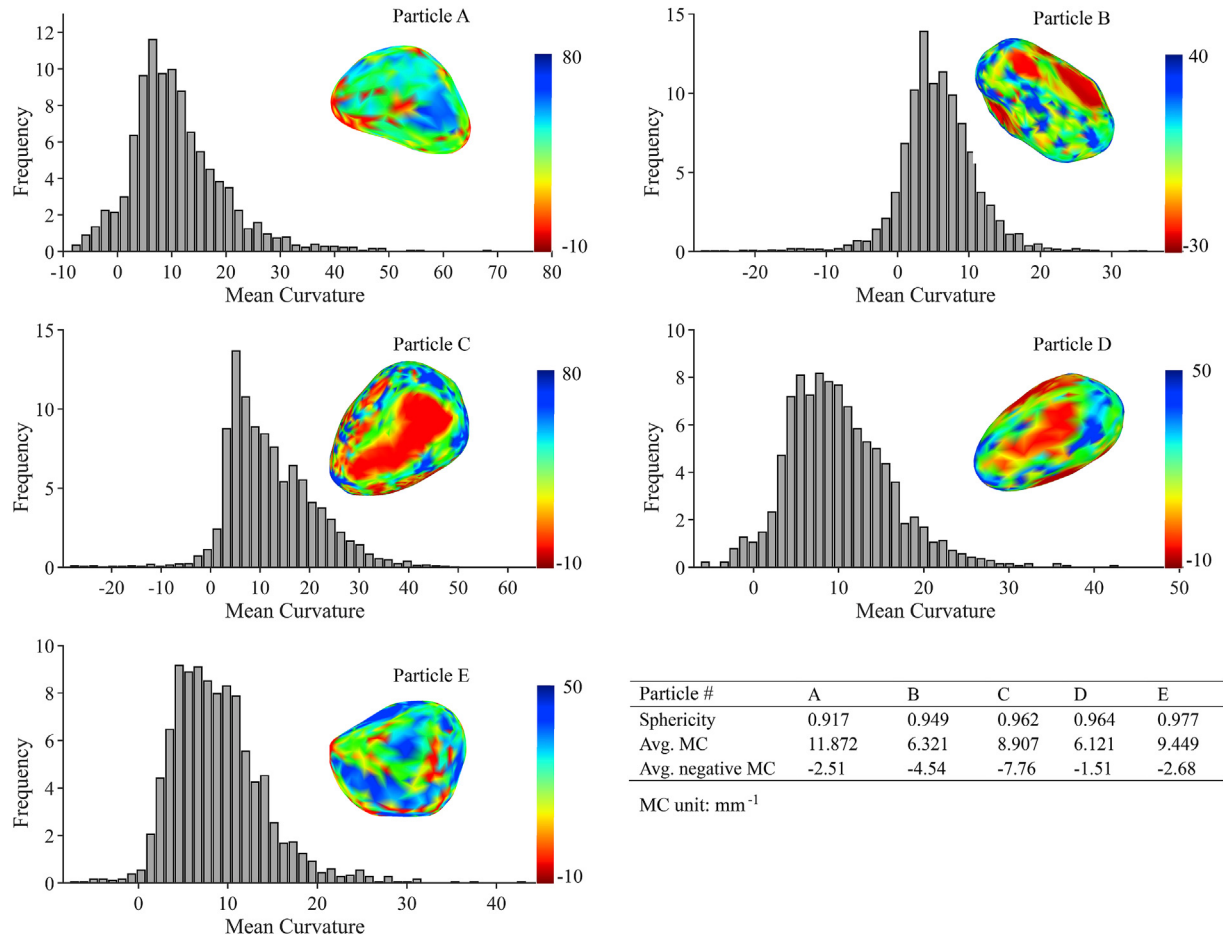 Particle A
12
10
8
6
4
2
0
Frequency
-10 0 10 20 30 40 50 60 70 80
Mean Curvature
80
-10
Particle B
15
10
5
0
Frequency
-20 -10 0 10 20 30
Mean Curvature
40
-30
Particle C
15
10
5
0
Frequency
-20 -10 0 10 20 30 40 50 60
Mean Curvature
80
-10
Particle D
10
8
6
4
2
0
Frequency
0 10 20 30 40 50
Mean Curvature
50
-10
Particle E
10
8
6
4
2
0
Frequency
0 10 20 30 40
Mean Curvature
50
-10
Particle # A B C D E
Sphericity 0.917 0.949 0.962 0.964 0.977
Avg. MC 11.872 6.321 8.907 6.121 9.449
Avg. negative MC -2.51 -4.54 -7.76 -1.51 -2.68
MC unit: mm⁻¹